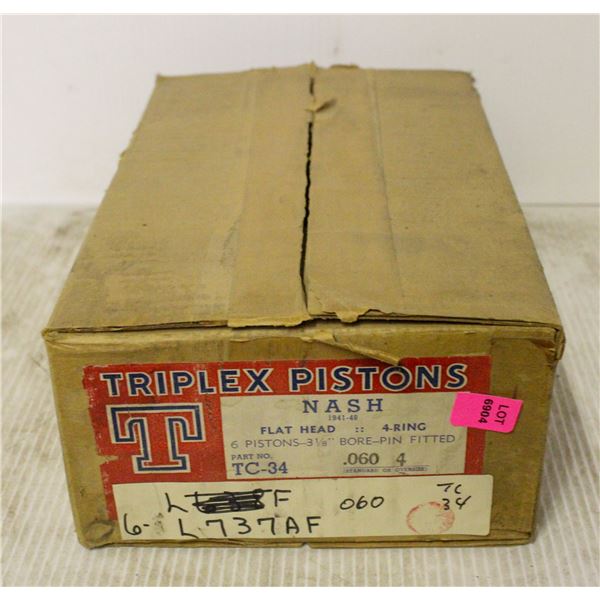 TRIPLEX PISTONS
T
NASH
1941-48
FLAT HEAD :: 4-RING
6 PISTONS—3⅛" BORE—PIN FITTED
PART NO.
TC-34 .060 4
(STANDARD OR OVERSIZE)
LOT
6904
F 060 TC
34
6- L737AF